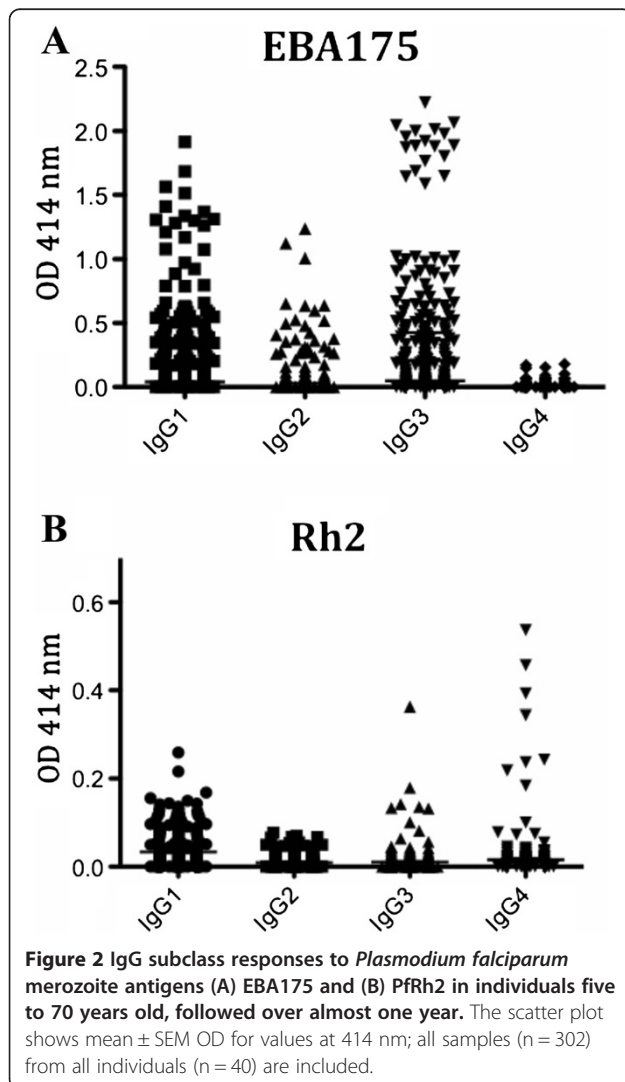 A
EBA175
2.5
2.0
1.5
1.0
0.5
0.0
OD 414 nm
IgG1
IgG2
IgG3
IgG4
B
Rh2
0.6
0.4
0.2
0.0
OD 414 nm
IgG1
IgG2
IgG3
IgG4
Figure 2 IgG subclass responses to Plasmodium falciparum
merozoite antigens (A) EBA175 and (B) PfRh2 in individuals five
to 70 years old, followed over almost one year. The scatter plot
shows mean ± SEM OD for values at 414 nm; all samples (n = 302)
from all individuals (n = 40) are included.